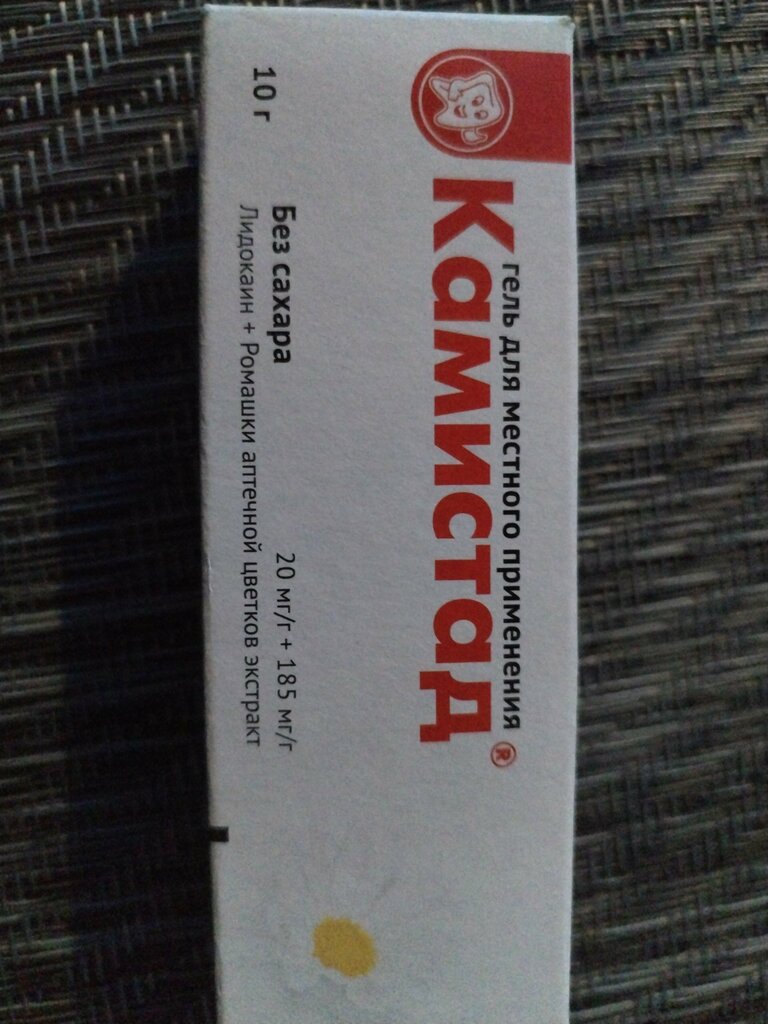 гель для местного применения
Камистад®
Без сахара
20 мг/г + 185 мг/г
Лидокаин + Ромашки аптечной цветков экстракт
10 г